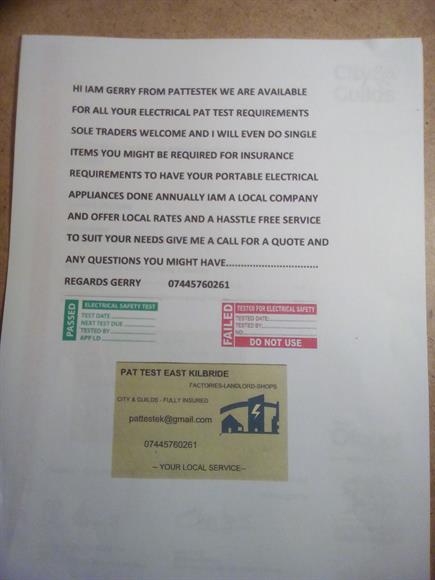 City &
Guilds
HI IAM GERRY FROM PATTESTEK WE ARE AVAILABLE
FOR ALL YOUR ELECTRICAL PAT TEST REQUIREMENTS
SOLE TRADERS WELCOME AND I WILL EVEN DO SINGLE
ITEMS YOU MIGHT BE REQUIRED FOR INSURANCE
REQUIREMENTS TO HAVE YOUR PORTABLE ELECTRICAL
APPLIANCES DONE ANNUALLY IAM A LOCAL COMPANY
AND OFFER LOCAL RATES AND A HASSTLE FREE SERVICE
TO SUIT YOUR NEEDS GIVE ME A CALL FOR A QUOTE AND
ANY QUESTIONS YOU MIGHT HAVE................................
REGARDS GERRY 07445760261
PASSED
ELECTRICAL SAFETY TEST
TEST DATE
NEXT TEST DUE
TESTED BY
APP I.D
FAILED
TESTED FOR ELECTRICAL SAFETY
TESTED DATE:
TESTED BY:
NO.
DO NOT USE
PAT TEST EAST KILBRIDE
FACTORIES-LANDLORD-SHOPS
CITY & GUILDS - FULLY INSURED
pattestek@gmail.com
07445760261
-- YOUR LOCAL SERVICE--